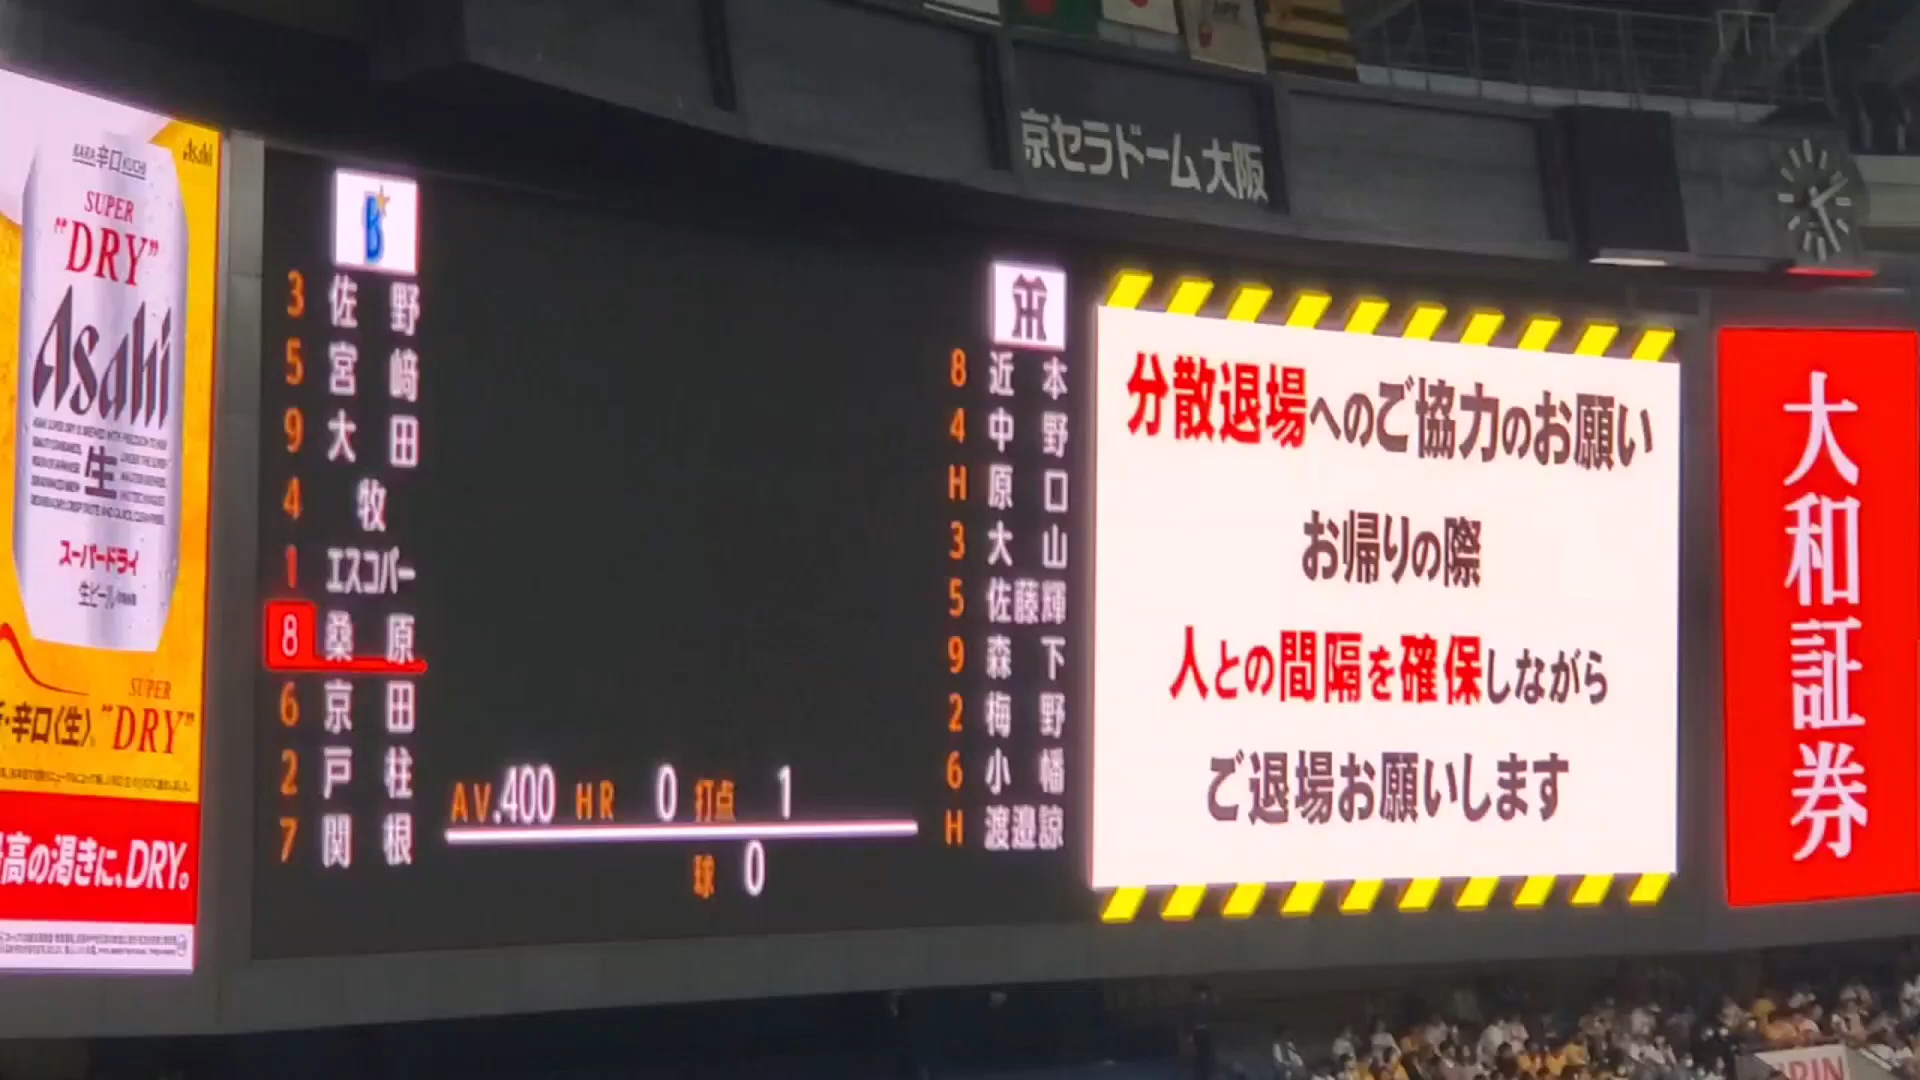 京セラドーム大阪
Asahi
KARA 辛口 KUCHI
SUPER
"DRY"
Asahi
生
スーパードライ
生ビール
SUPER
辛口〈生〉。"DRY"
高の渇きに、DRY。
B
3 佐野
5 宮﨑
9 大田
4 牧
1 エスコバー
8 桑原
6 京田
2 戸柱
7 関根
AV .400 HR 0 打点 1
球 0
8 近本
4 中野
H 原口
3 大山
5 佐藤輝
9 森下
2 梅野
6 小幡
H 渡邉諒
分散退場へのご協力のお願い
お帰りの際
人との間隔を確保しながら
ご退場お願いします
大和証券